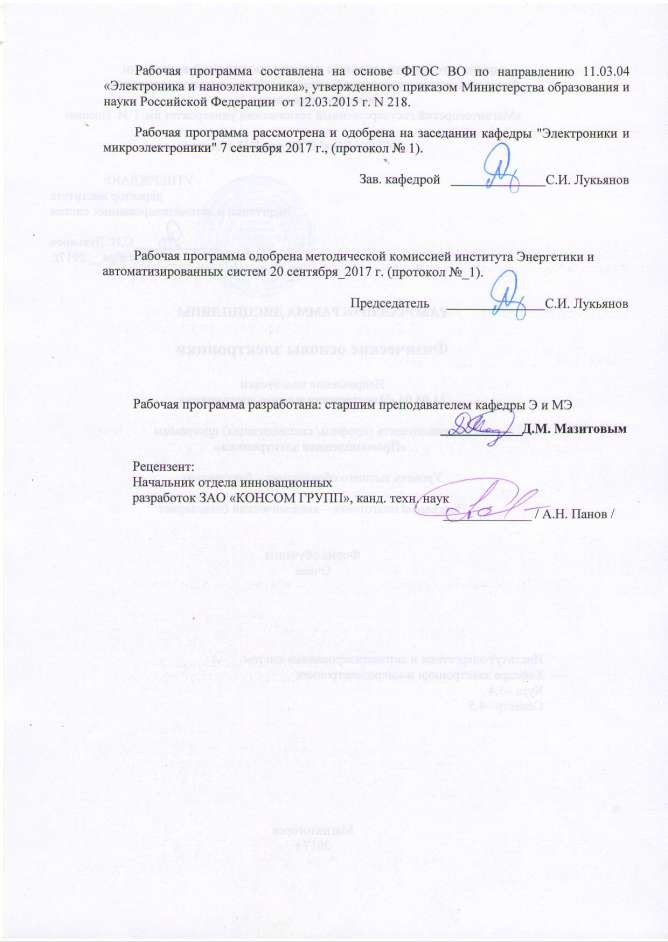 Рабочая программа составлена на основе ФГОС ВО по направлению 11.03.04
«Электроника и наноэлектроника», утвержденного приказом Министерства образования и
науки Российской Федерации от 12.03.2015 г. N 218.
Рабочая программа рассмотрена и одобрена на заседании кафедры "Электроники и
микроэлектроники" 7 сентября 2017 г., (протокол № 1).
Зав. кафедрой ______________С.И. Лукьянов
Рабочая программа одобрена методической комиссией института Энергетики и
автоматизированных систем 20 сентября_2017 г. (протокол №_1).
Председатель ______________С.И. Лукьянов
Рабочая программа разработана: старшим преподавателем кафедры Э и МЭ
____________Д.М. Мазитовым
Рецензент:
Начальник отдела инновационных
разработок ЗАО «КОНСОМ ГРУПП», канд. техн. наук
_____________ / А.Н. Панов /